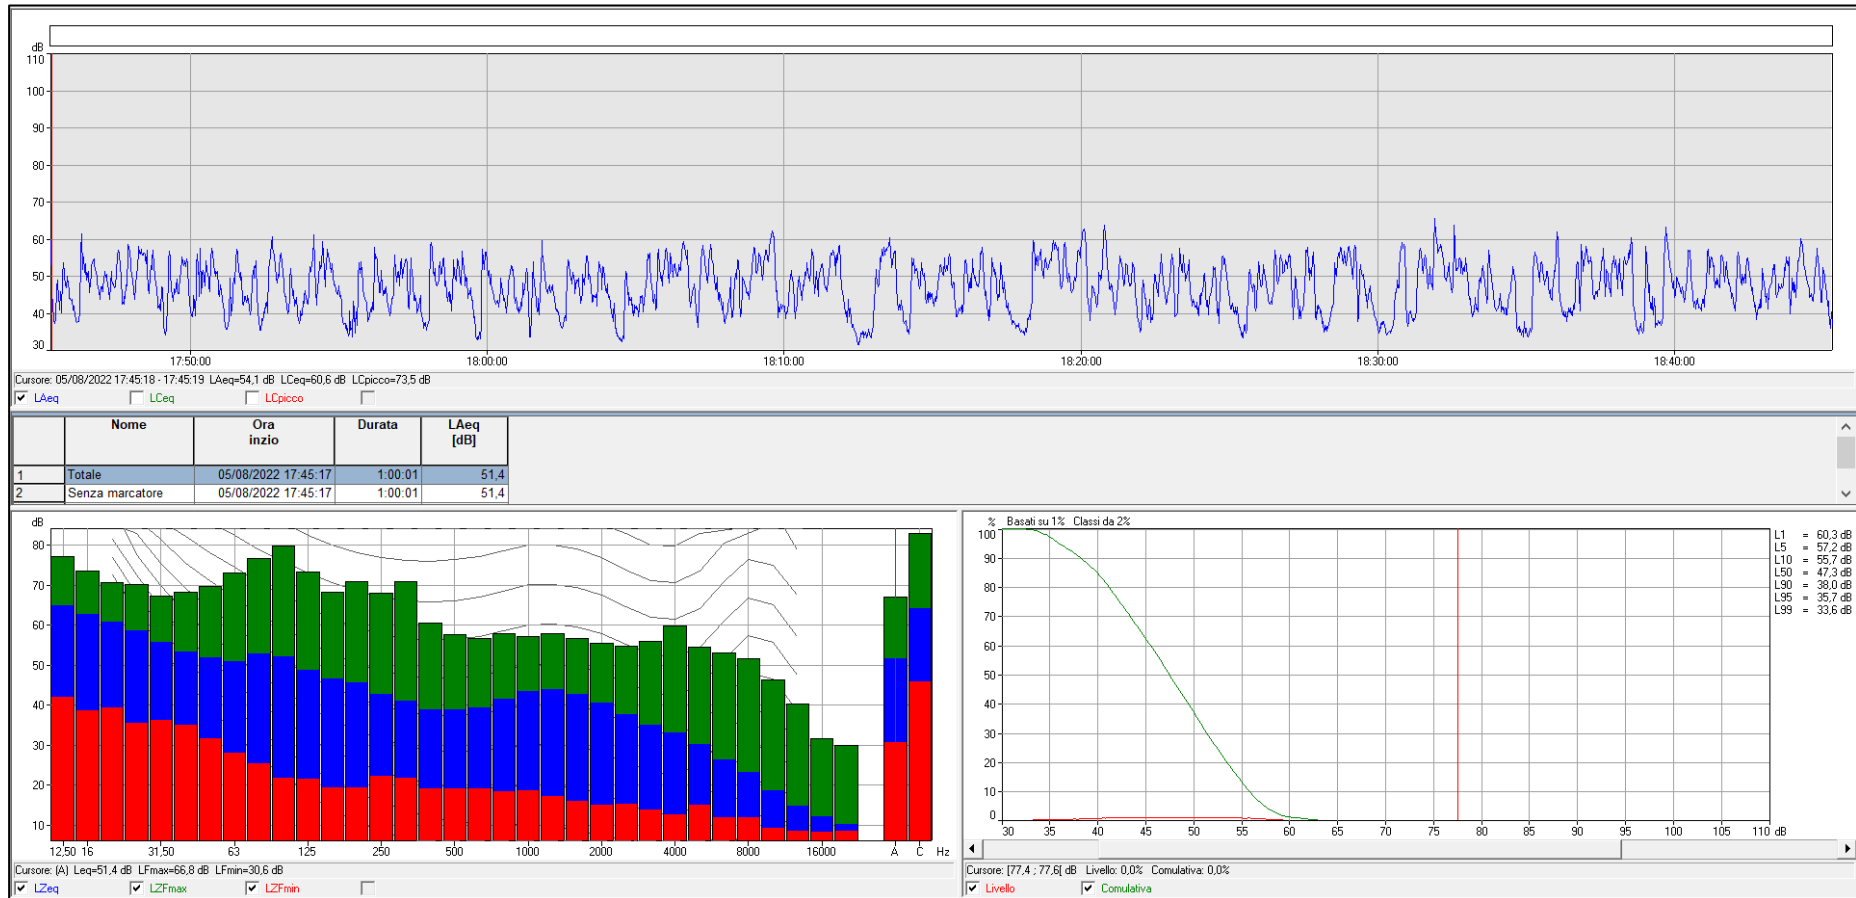 dB
110
100
90
80
70
60
50
40
30
17:50:00 18:00:00 18:10:00 18:20:00 18:30:00 18:40:00
Cursore: 05/08/2022 17:45:18 - 17:45:19 LAeq=54,1 dB LCeq=60,6 dB LCpicco=73,5 dB
LAeq LCeq LCpicco
Nome Ora inzio Durata LAeq [dB]
1 Totale 05/08/2022 17:45:17 1:00:01 51,4
2 Senza marcatore 05/08/2022 17:45:17 1:00:01 51,4
dB
80
70
60
50
40
30
20
10
12,50 16 31,50 63 125 250 500 1000 2000 4000 8000 16000 A C Hz
Cursore: (A) Leq=51,4 dB LFmax=66,8 dB LFmin=30,6 dB
LZeq LZFmax LZFmin
% Basati su 1% Classi da 2%
100
90
80
70
60
50
40
30
20
10
0
30 35 40 45 50 55 60 65 70 75 80 85 90 95 100 105 110 dB
L1 = 60,3 dB
L5 = 57,2 dB
L10 = 55,7 dB
L50 = 47,3 dB
L90 = 38,0 dB
L95 = 35,7 dB
L99 = 33,6 dB
Cursore: [77,4 ; 77,6[ dB Livello: 0,0% Comulativa: 0,0%
Livello Comulativa